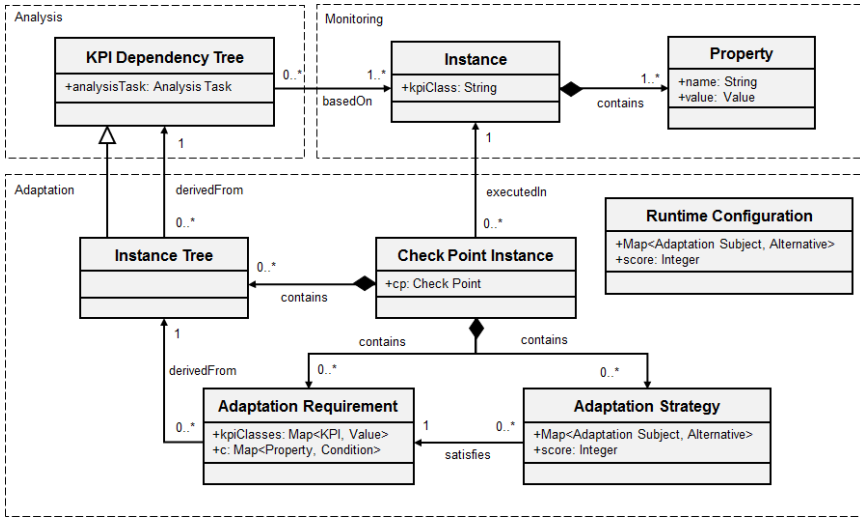 Analysis
Monitoring
KPI Dependency Tree
+analysisTask: Analysis Task
0..*
1..*
basedOn
Instance
+kpiClass: String
1..*
contains
Property
+name: String
+value: Value
1
derivedFrom
0..*
1
executedIn
0..*
Adaptation
Instance Tree
0..*
contains
Check Point Instance
+cp: Check Point
Runtime Configuration
+Map<Adaptation Subject, Alternative>
+score: Integer
1
derivedFrom
0..*
contains
0..*
contains
0..*
Adaptation Requirement
+kpiClasses: Map<KPI, Value>
+c: Map<Property, Condition>
1
0..*
satisfies
Adaptation Strategy
+Map<Adaptation Subject, Alternative>
+score: Integer